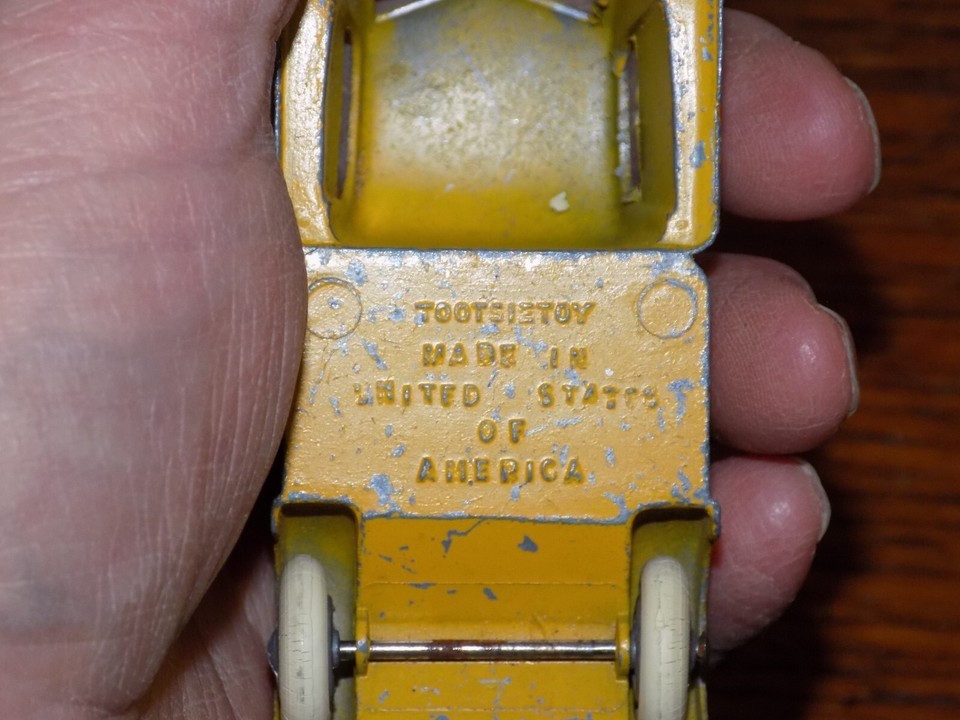 TOOTSIETOY
MADE IN
UNITED STATES
OF
AMERICA